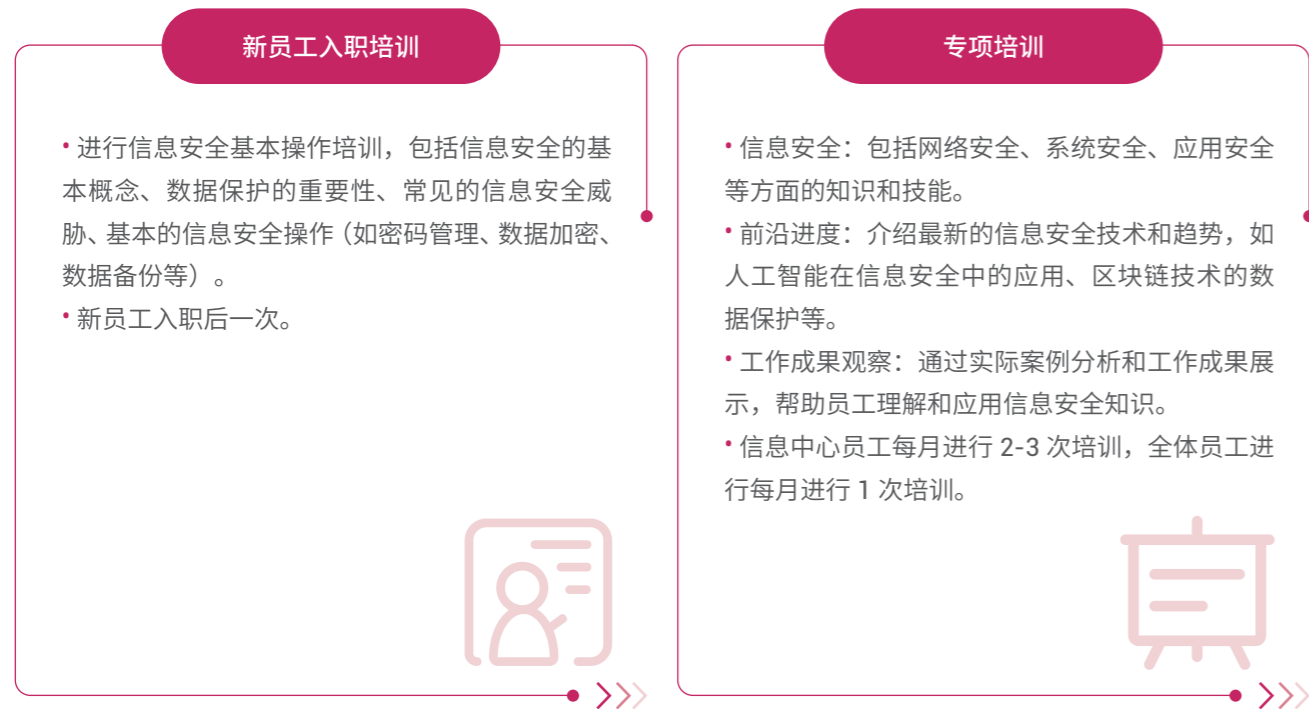 新员工入职培训
• 进行信息安全基本操作培训，包括信息安全的基
本概念、数据保护的重要性、常见的信息安全威
胁、基本的信息安全操作（如密码管理、数据加密、
数据备份等）。
• 新员工入职后一次。
专项培训
• 信息安全：包括网络安全、系统安全、应用安全
等方面的知识和技能。
• 前沿进度：介绍最新的信息安全技术和趋势，如
人工智能在信息安全中的应用、区块链技术的数
据保护等。
• 工作成果观察：通过实际案例分析和工作成果展
示，帮助员工理解和应用信息安全知识。
• 信息中心员工每月进行 2-3 次培训，全体员工进
行每月进行 1 次培训。